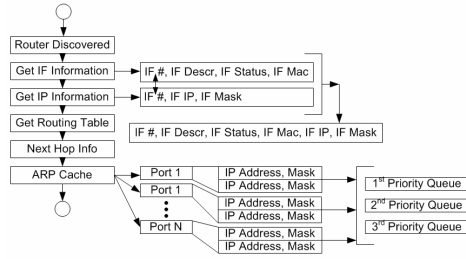 Router Discovered
Get IF Information
IF #, IF Descr, IF Status, IF Mac
Get IP Information
IF #, IF IP, IF Mask
Get Routing Table
IF #, IF Descr, IF Status, IF Mac, IF IP, IF Mask
Next Hop Info
ARP Cache
Port 1
IP Address, Mask
IP Address, Mask
1st Priority Queue
Port 1
IP Address, Mask
IP Address, Mask
2nd Priority Queue
Port N
IP Address, Mask
IP Address, Mask
3rd Priority Queue